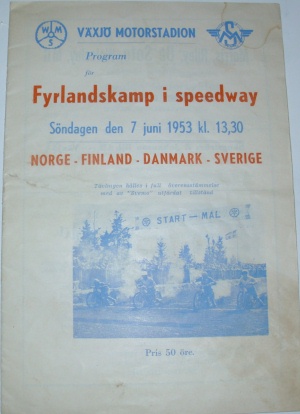 WMS VÄXJÖ MOTORSTADION
Program
för
Fyrlandskamp i speedway
Söndagen den 7 juni 1953 kl. 13,30
NORGE - FINLAND - DANMARK - SVERIGE
START — MÅL
Pris 50 öre.